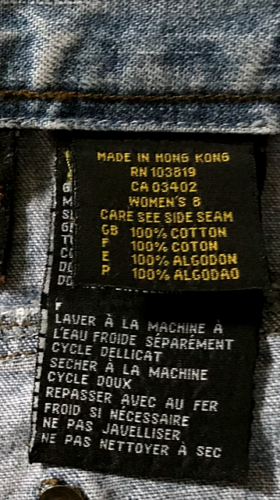 MADE IN HONG KONG
RN 103819
CA 03402
WOMEN'S 8
CARE SEE SIDE SEAM
GB 100% COTTON
F 100% COTON
E 100% ALGODON
P 100% ALGODAO
F
LAVER À LA MACHINE À
L'EAU FROIDE SÉPARÉMENT
CYCLE DELLICAT
SECHER À LA MACHINE
CYCLE DOUX
REPASSER AVEC AU FER
FROID SI NÉCESSAIRE
NE PAS JAVELLISER
NE PAS NETTOYER À SEC